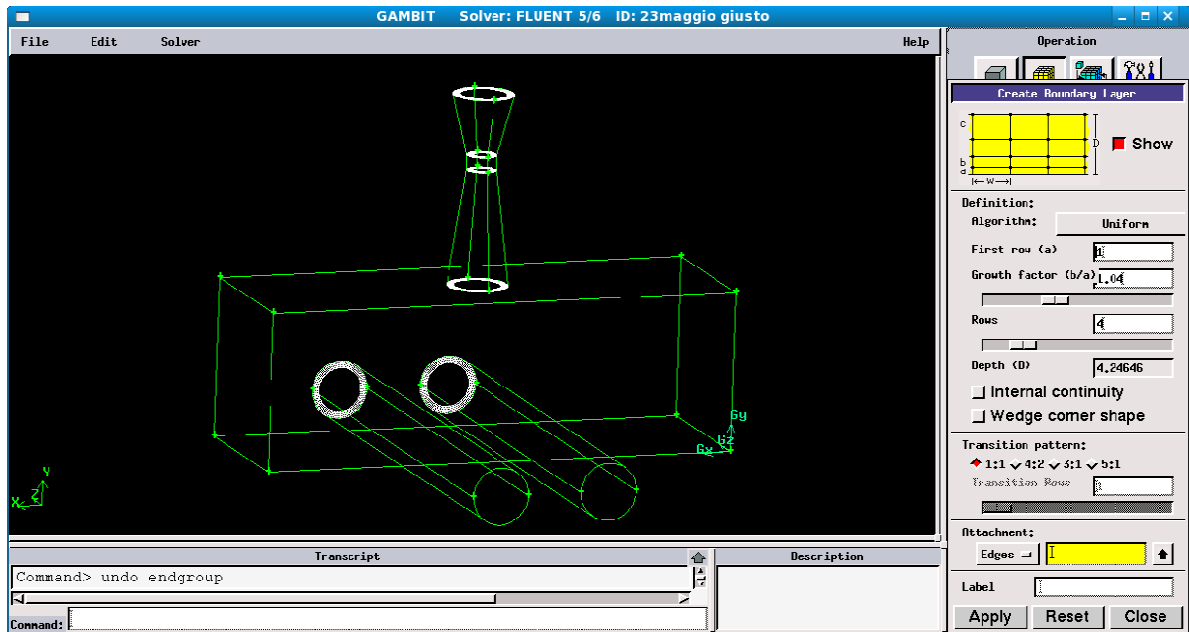 GAMBIT Solver: FLUENT 5/6 ID: 23maggio giusto
File Edit Solver Help
Operation
Create Boundary Layer
c
b
a
D
W
Show
Definition:
Algorithm: Uniform
First row (a) 1
Growth factor (b/a) 1.04
Rows 4
Depth (D) 4.24646
Internal continuity
Wedge corner shape
Transition pattern:
1:1 4:2 3:1 5:1
Transition Rows
Attachment:
Edges
Label
Apply Reset Close
Gy
Gz
Gx
Y
Z
X
Transcript
Description
Command> undo endgroup
Command: